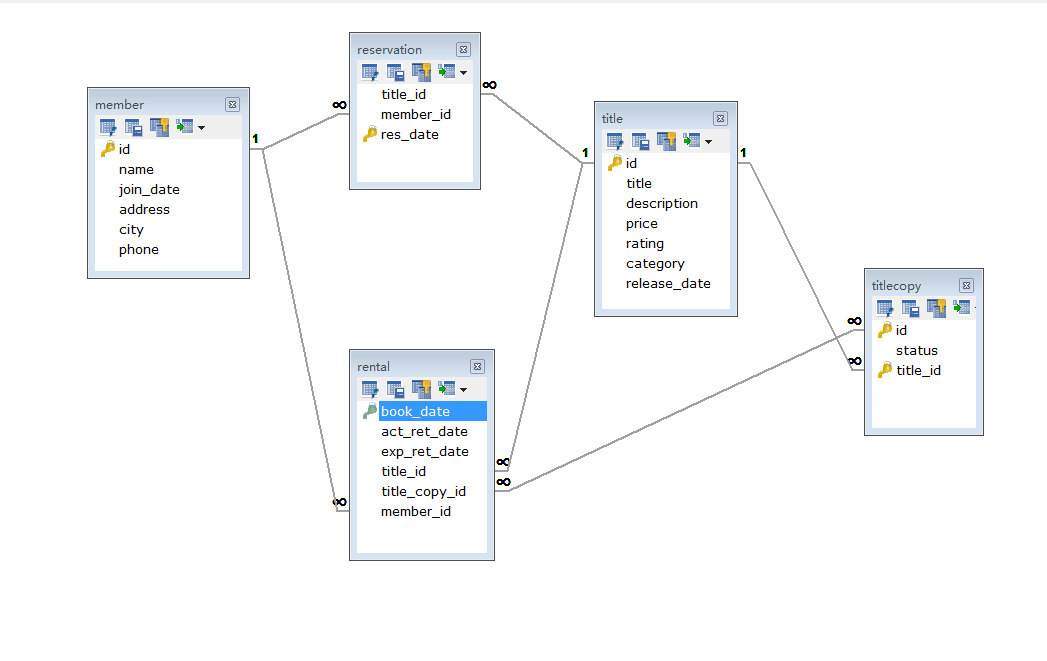 reservation
title_id
member_id
res_date
member
id
name
join_date
address
city
phone
title
id
title
description
price
rating
category
release_date
titlecopy
id
status
title_id
rental
book_date
act_ret_date
exp_ret_date
title_id
title_copy_id
member_id
1
∞
∞
1
1
∞
∞
∞
∞
∞